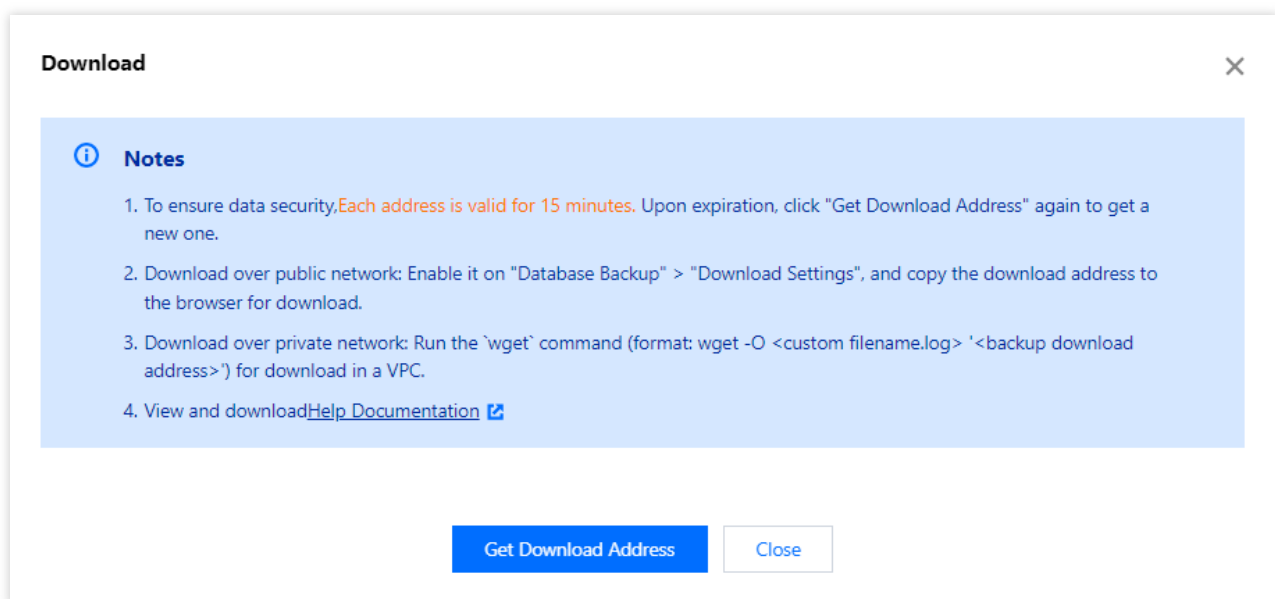 Download
Notes
1. To ensure data security,Each address is valid for 15 minutes. Upon expiration, click "Get Download Address" again to get a
new one.
2. Download over public network: Enable it on "Database Backup" > "Download Settings", and copy the download address to
the browser for download.
3. Download over private network: Run the `wget` command (format: wget -O <custom filename.log> '<backup download
address>') for download in a VPC.
4. View and downloadHelp Documentation
Get Download Address
Close